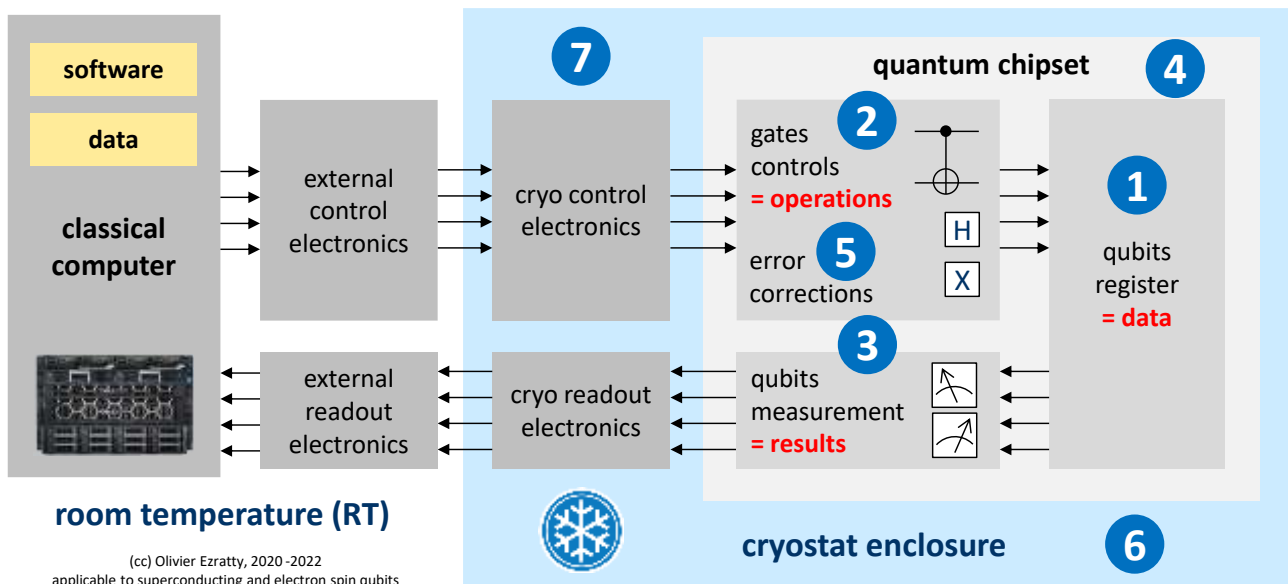 software
data
classical
computer
external
control
electronics
external
readout
electronics
room temperature (RT)
(cc) Olivier Ezratty, 2020 -2022
applicable to superconducting and electron spin qubits
7
cryo control
electronics
cryo readout
electronics
quantum chipset
4
2
gates
controls
= operations
H
5
error
corrections
X
3
qubits
measurement
= results
1
qubits
register
= data
cryostat enclosure
6